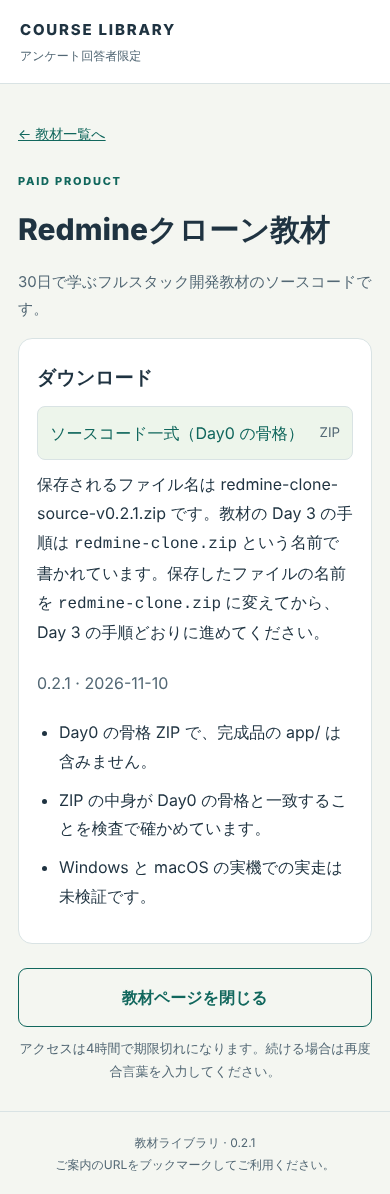 COURSE LIBRARY
アンケート回答者限定
← 教材一覧へ
PAID PRODUCT
Redmineクローン教材
30日で学ぶフルスタック開発教材のソースコードで
す。
ダウンロード
ソースコード一式（Day0 の骨格） ZIP
保存されるファイル名は redmine-clone-
source-v0.2.1.zip です。教材の Day 3 の手
順は redmine-clone.zip という名前で
書かれています。保存したファイルの名前
を redmine-clone.zip に変えてから、
Day 3 の手順どおりに進めてください。
0.2.1 · 2026-11-10
• Day0 の骨格 ZIP で、完成品の app/ は
含みません。
• ZIP の中身が Day0 の骨格と一致するこ
とを検査で確かめています。
• Windows と macOS の実機での実走は
未検証です。
教材ページを閉じる
アクセスは4時間で期限切れになります。続ける場合は再度
合言葉を入力してください。
教材ライブラリ · 0.2.1
ご案内のURLをブックマークしてご利用ください。